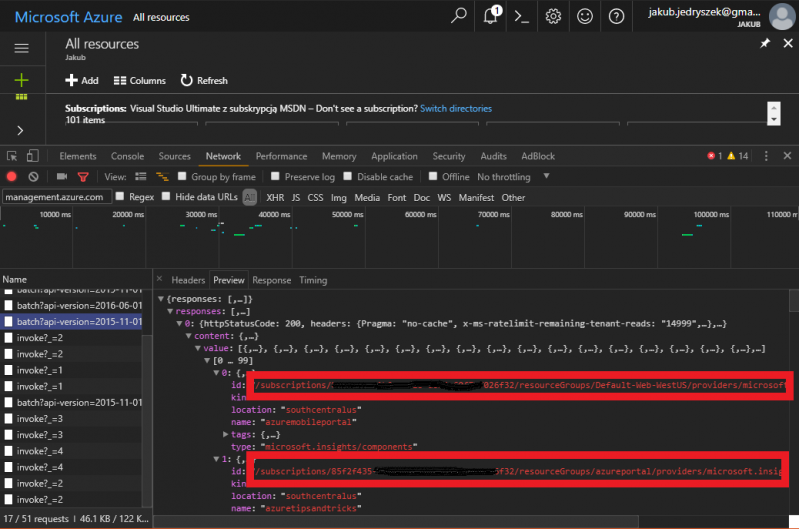 Microsoft Azure All resources
1
jakub.jedryszek@gma...
JAKUB
All resources
Jakub
Add Columns Refresh
Subscriptions: Visual Studio Ultimate z subskrypcją MSDN – Don't see a subscription? Switch directories
101 items
Elements Console Sources Network Performance Memory Application Security Audits AdBlock 1 14
View: Group by frame Preserve log Disable cache Offline No throttling
management.azure.com Regex Hide data URLs All XHR JS CSS Img Media Font Doc WS Manifest Other
10000 ms 20000 ms 30000 ms 40000 ms 50000 ms 60000 ms 70000 ms 80000 ms 90000 ms 100000 ms 110000 m
Name
batch?api-version=2015-11-01
batch?api-version=2016-06-01
batch?api-version=2015-11-01
invoke?_=2
invoke?_=2
invoke?_=1
invoke?_=1
batch?api-version=2015-11-01
invoke?_=3
invoke?_=3
invoke?_=4
invoke?_=4
invoke?_=2
invoke?_=2
17 / 51 requests | 46.1 KB / 122 K...
Headers Preview Response Timing
{responses: [,…]}
responses: [,…]
0: {httpStatusCode: 200, headers: {Pragma: "no-cache", x-ms-ratelimit-remaining-tenant-reads: "14999",…},…}
content: {,…}
value: [{,…}, {,…}, {,…}, {,…}, {,…}, {,…}, {,…}, {,…}, {,…}, {,…}, {,…}, {,…}, {,…}, {,…}, {,…},…]
[0 … 99]
0: {,…
id: "/subscriptions/ 026f32/resourceGroups/Default-Web-WestUS/providers/microsoft
kin
location: "southcentralus"
name: "azuremobileportal"
tags: {,…}
type: "microsoft.insights/components"
1: {,…
id: "/subscriptions/85f2f435- 6f32/resourceGroups/azureportal/providers/microsoft.insig
kin
location: "southcentralus"
name: "azuretipsandtricks"